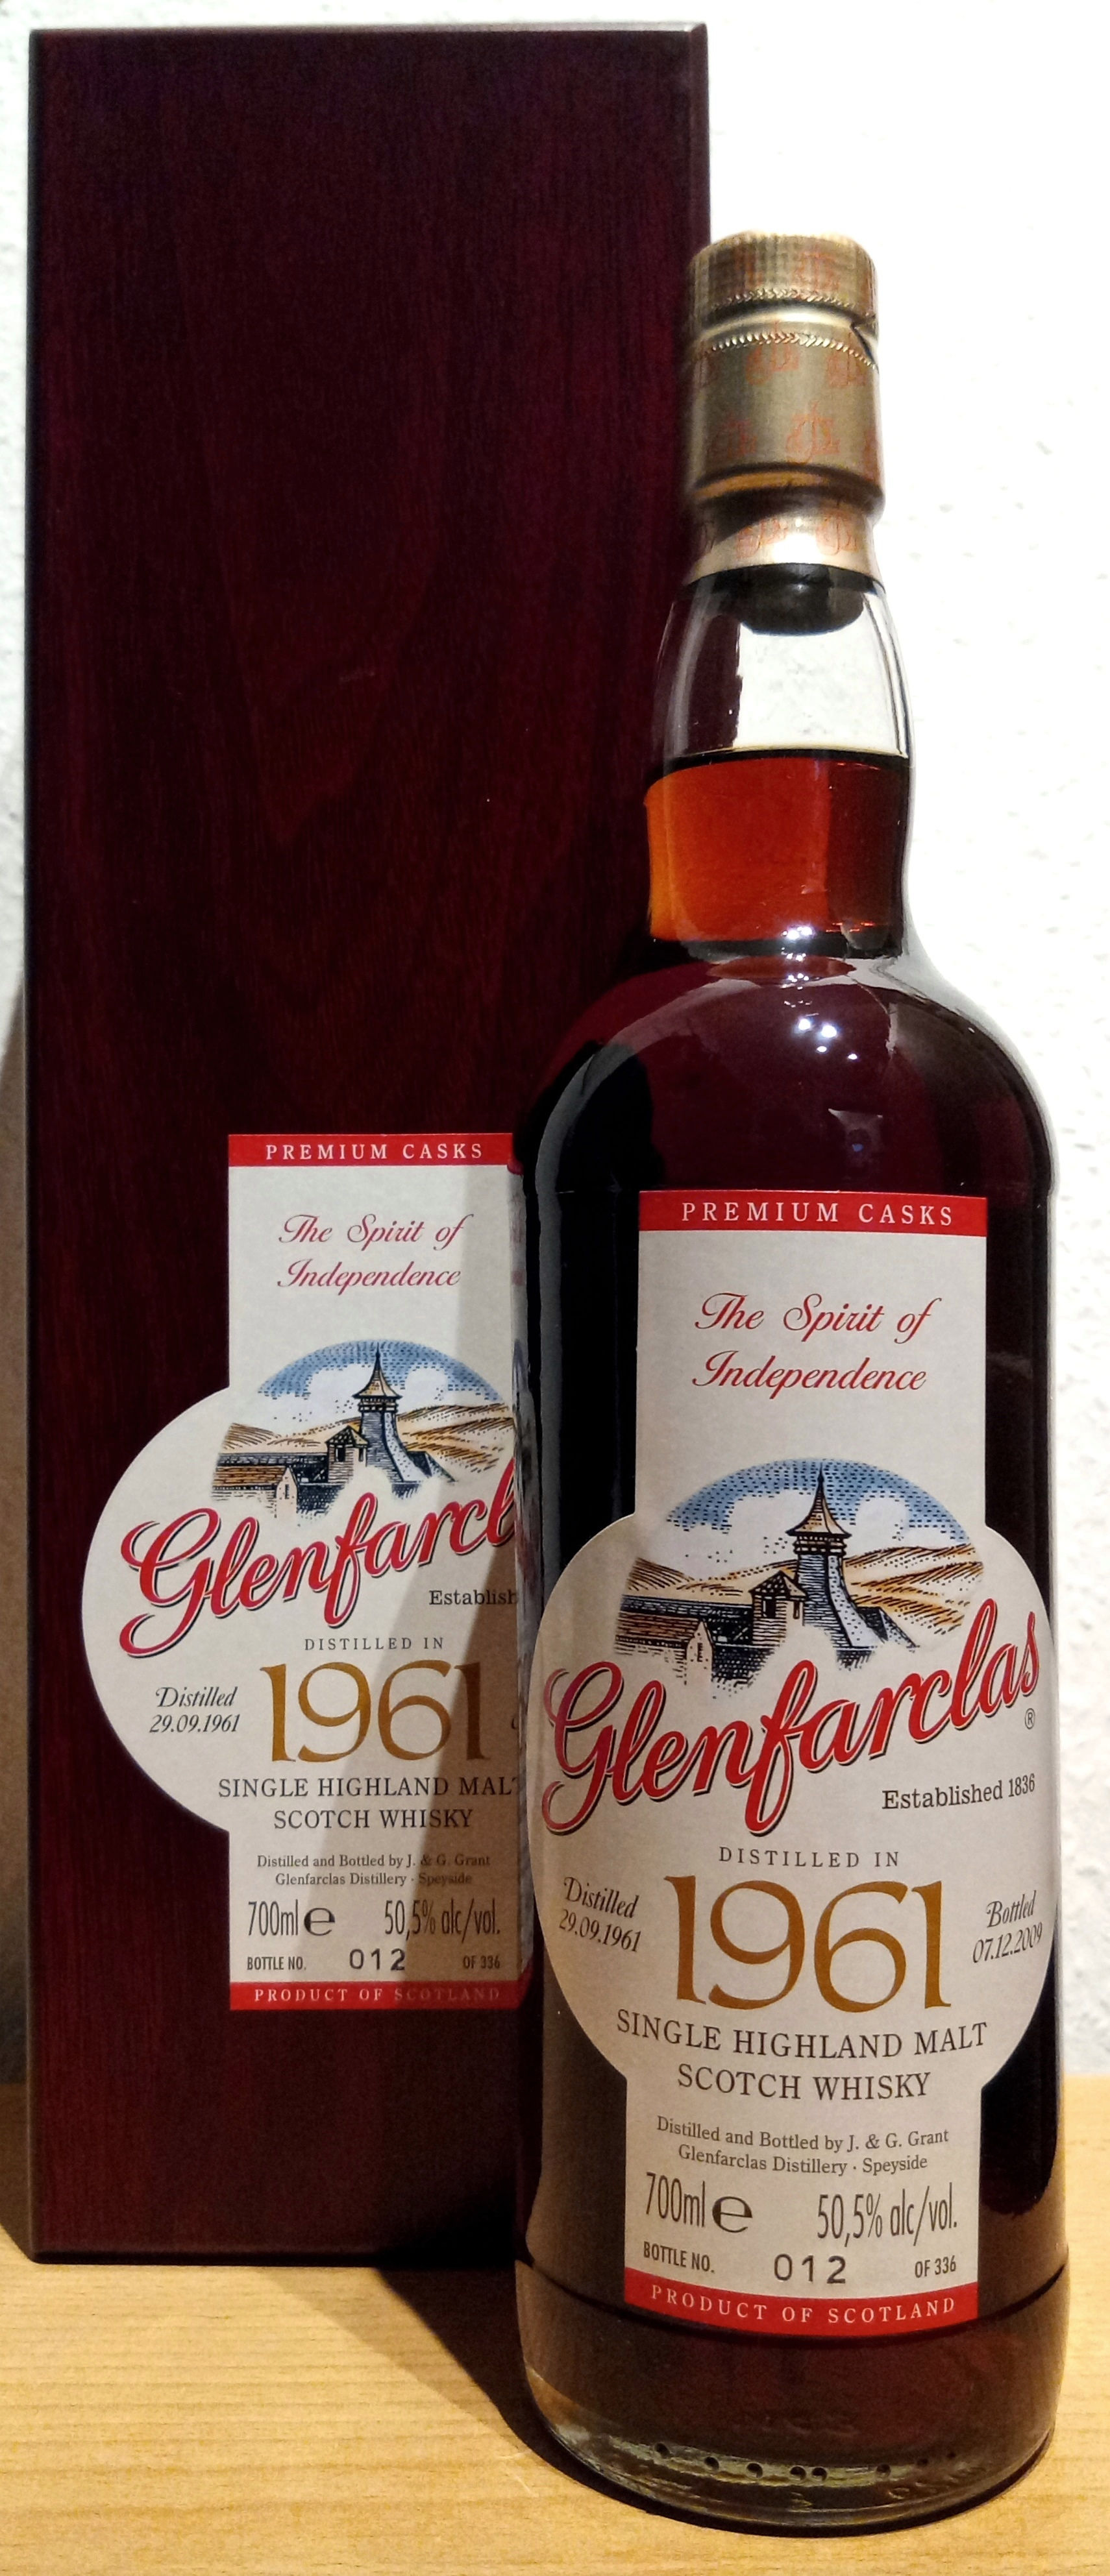 PREMIUM CASKS
The Spirit of
Independence
Glenfarcl
Establish
DISTILLED IN
1961
Distilled
29.09.1961
SINGLE HIGHLAND MALT
SCOTCH WHISKY
Distilled and Bottled by J. & G. Grant
Glenfarclas Distillery · Speyside
700ml e 50,5% alc/vol.
BOTTLE NO. 012 OF 336
PRODUCT OF SCOTLAND
PREMIUM CASKS
The Spirit of
Independence
Glenfarclas ®
Established 1836
DISTILLED IN
1961
Distilled
29.09.1961
Bottled
07.12.2009
SINGLE HIGHLAND MALT
SCOTCH WHISKY
Distilled and Bottled by J. & G. Grant
Glenfarclas Distillery · Speyside
700ml e 50,5% alc/vol.
BOTTLE NO. 012 OF 336
PRODUCT OF SCOTLAND